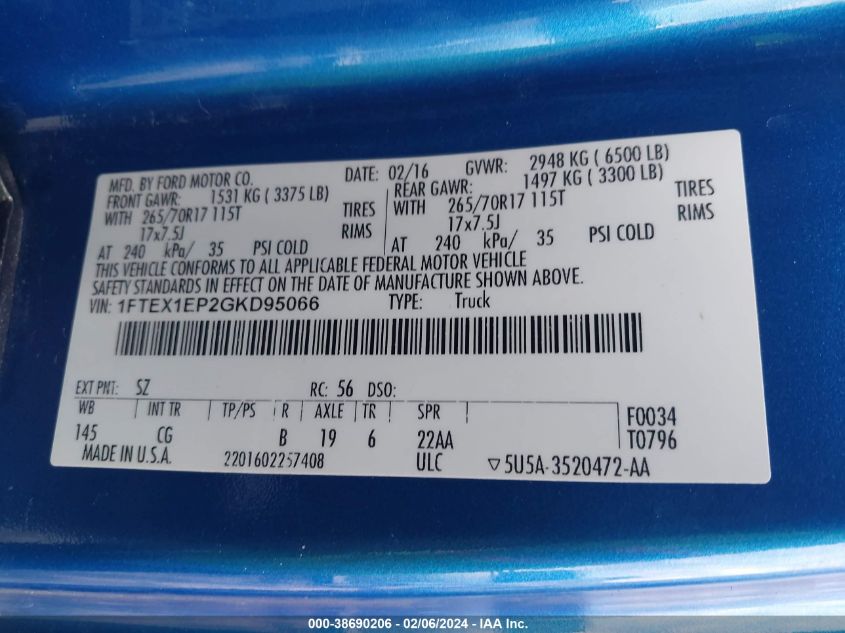 MFD. BY FORD MOTOR CO. DATE: 02/16 GVWR: 2948 KG ( 6500 LB)
FRONT GAWR: 1531 KG ( 3375 LB) REAR GAWR: 1497 KG ( 3300 LB)
WITH 265/70R17 115T TIRES WITH 265/70R17 115T TIRES
17x7.5J RIMS 17x7.5J RIMS
AT 240 kPa/ 35 PSI COLD AT 240 kPa/ 35 PSI COLD
THIS VEHICLE CONFORMS TO ALL APPLICABLE FEDERAL MOTOR VEHICLE
SAFETY STANDARDS IN EFFECT ON THE DATE OF MANUFACTURE SHOWN ABOVE.
VIN: 1FTEX1EP2GKD95066 TYPE: Truck
EXT PNT: SZ RC: 56 DSO:
WB INT TR TP/PS R AXLE TR SPR F0034
145 CG B 19 6 22AA T0796
MADE IN U.S.A. 2201602257408 ULC ▽5U5A-3520472-AA
000-38690206 - 02/06/2024 - IAA Inc.